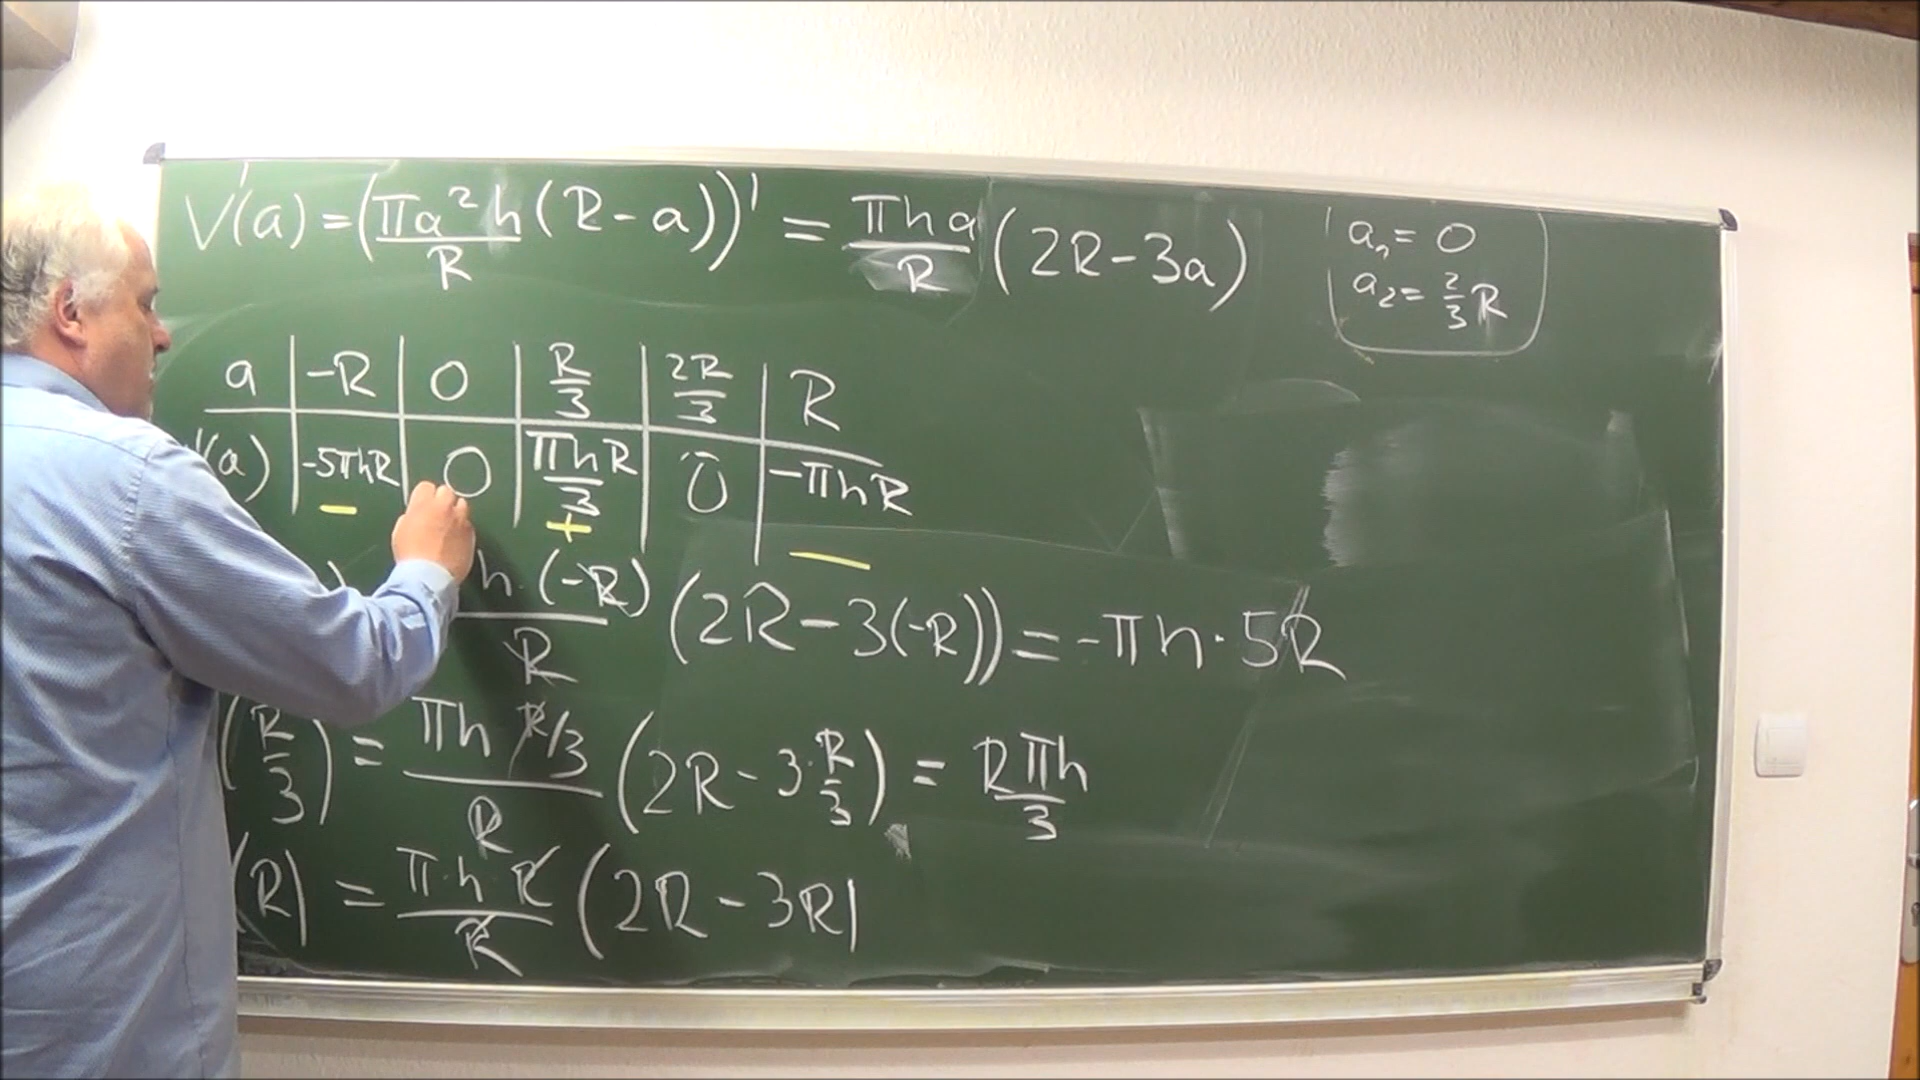 V'(a) = (πa²h/R (R - a))' = πha/R (2R - 3a)
a₁ = 0
a₂ = 2/3 R
a | -R | 0 | R/3 | 2R/3 | R
'(a) | -5πhR | 0 | πhR/3 | 0 | -πhR
- + -
) h·(-R)/R (2R - 3(-R)) = -πh·5R
(R/3) = πh R/3/R (2R - 3·R/3) = Rπh/3
(R) = π·hR/R (2R - 3R)